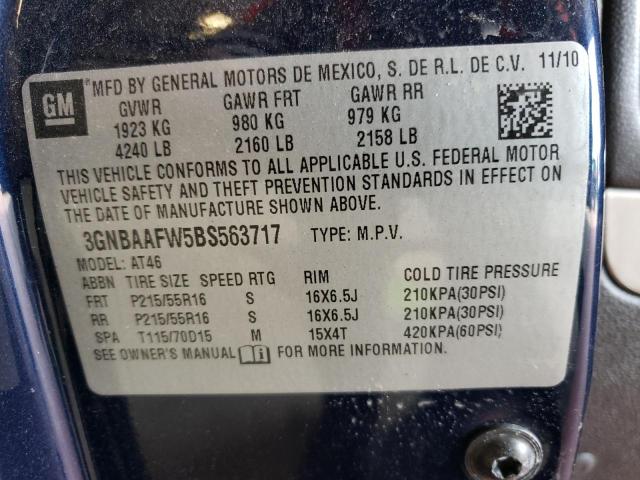 GM MFD BY GENERAL MOTORS DE MEXICO, S. DE R.L. DE C.V. 11/10
GVWR GAWR FRT GAWR RR
1923 KG 980 KG 979 KG
4240 LB 2160 LB 2158 LB
THIS VEHICLE CONFORMS TO ALL APPLICABLE U.S. FEDERAL MOTOR
VEHICLE SAFETY AND THEFT PREVENTION STANDARDS IN EFFECT ON
THE DATE OF MANUFACTURE SHOWN ABOVE.
3GNBAAFW5BS563717 TYPE: M.P.V.
MODEL: AT46
ABBN TIRE SIZE SPEED RTG RIM COLD TIRE PRESSURE
FRT P215/55R16 S 16X6.5J 210KPA(30PSI)
RR P215/55R16 S 16X6.5J 210KPA(30PSI)
SPA T115/70D15 M 15X4T 420KPA(60PSI)
SEE OWNER'S MANUAL FOR MORE INFORMATION.